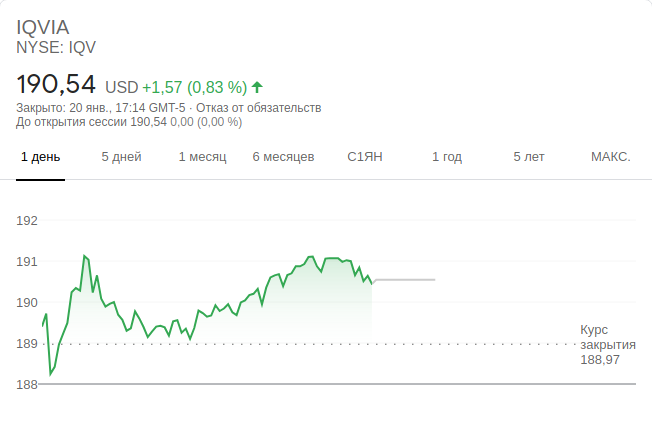 IQVIA
NYSE: IQV
190,54 USD +1,57 (0,83 %)
Закрыто: 20 янв., 17:14 GMT-5 · Отказ от обязательств
До открытия сессии 190,54 0,00 (0,00 %)
1 день 5 дней 1 месяц 6 месяцев С1ЯН 1 год 5 лет МАКС.
192
191
190
189
188
Курс
закрытия
188,97